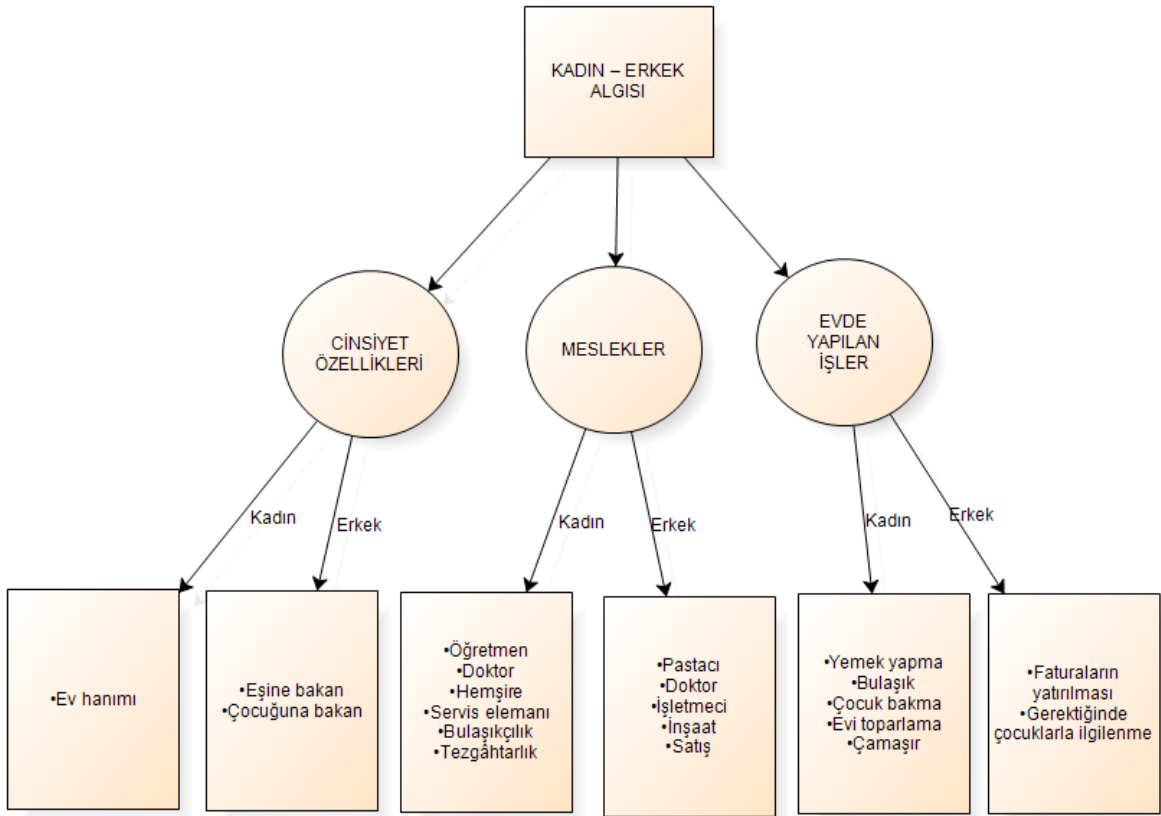 KADIN – ERKEK
ALGISI
CİNSİYET
ÖZELLİKLERİ
MESLEKLER
EVDE
YAPILAN
İŞLER
Kadın
Erkek
Kadın
Erkek
Kadın
Erkek
•Ev hanımı
•Eşine bakan
•Çocuğuna bakan
•Öğretmen
•Doktor
•Hemşire
•Servis elemanı
•Bulaşıkçılık
•Tezgâhtarlık
•Pastacı
•Doktor
•İşletmeci
•İnşaat
•Satış
•Yemek yapma
•Bulaşık
•Çocuk bakma
•Evi toparlama
•Çamaşır
•Faturaların
yatırılması
•Gerektiğinde
çocuklarla ilgilenme